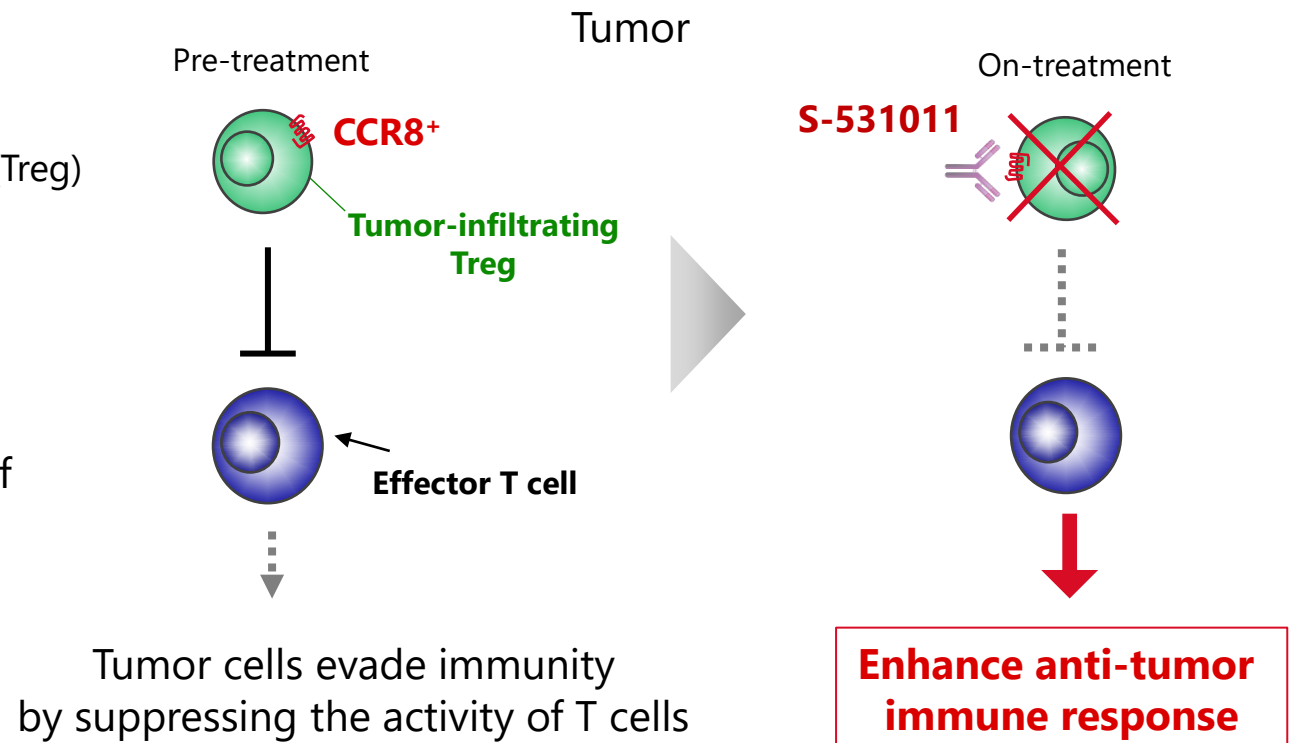 Tumor
Pre-treatment
On-treatment
CCR8⁺
S-531011
Treg)
Tumor-infiltrating
Treg
f
Effector T cell
Tumor cells evade immunity
by suppressing the activity of T cells
Enhance anti-tumor
immune response